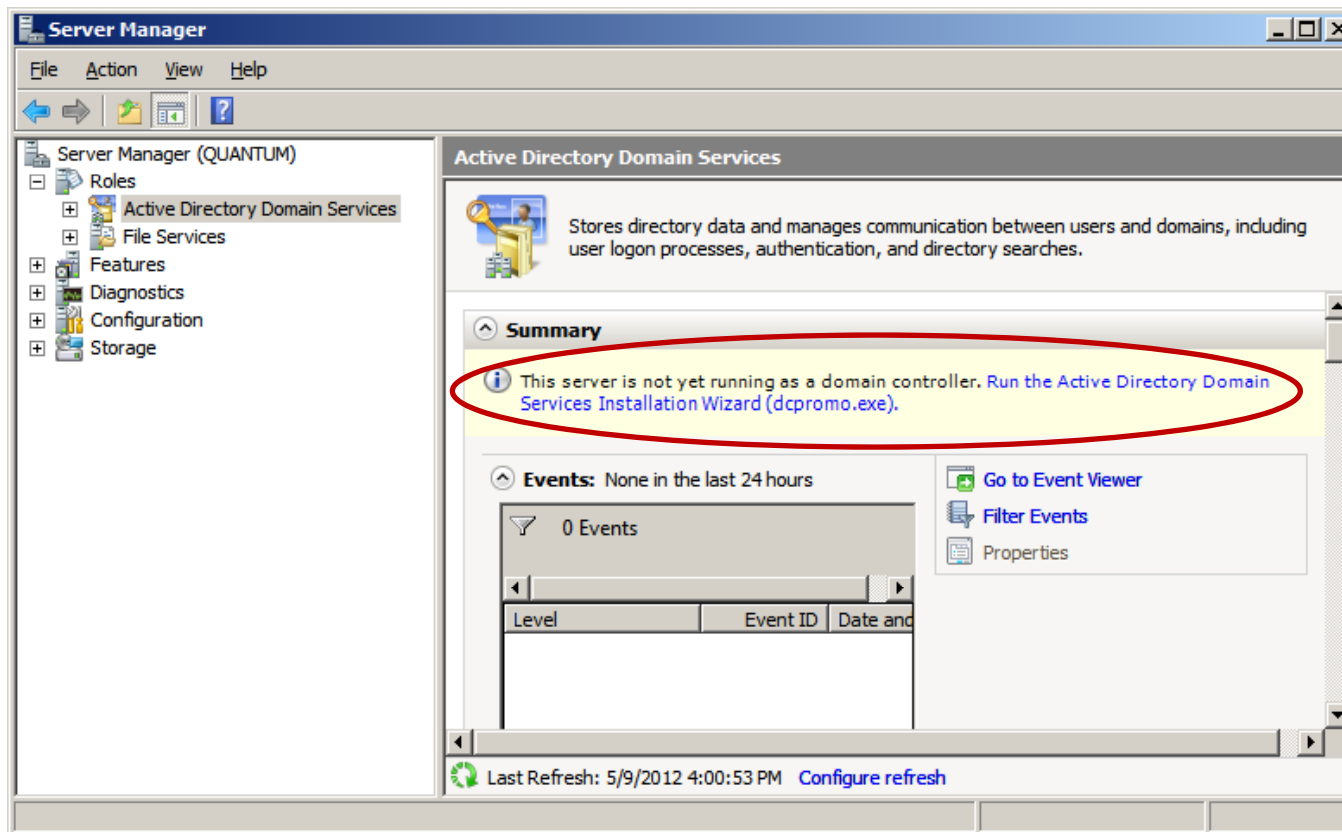 Server Manager
File Action View Help
Server Manager (QUANTUM)
Roles
Active Directory Domain Services
File Services
Features
Diagnostics
Configuration
Storage
Active Directory Domain Services
Stores directory data and manages communication between users and domains, including
user logon processes, authentication, and directory searches.
Summary
This server is not yet running as a domain controller. Run the Active Directory Domain
Services Installation Wizard (dcpromo.exe).
Events: None in the last 24 hours
0 Events
Level Event ID Date and
Go to Event Viewer
Filter Events
Properties
Last Refresh: 5/9/2012 4:00:53 PM Configure refresh